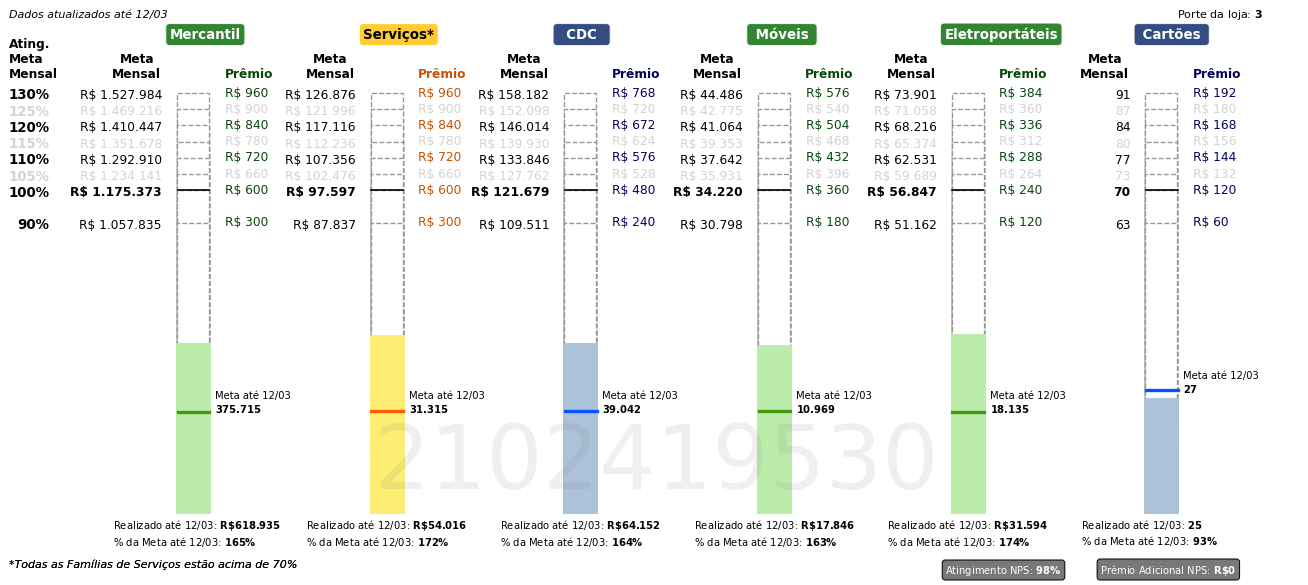 Dados atualizados até 12/03 Porte da loja: 3
Mercantil Serviços* CDC Móveis Eletroportáteis Cartões
Ating.
Meta Meta Meta Meta Meta Meta Meta
Mensal Mensal Prêmio Mensal Prêmio Mensal Prêmio Mensal Prêmio Mensal Prêmio Mensal Prêmio
130% R$ 1.527.984 R$ 960 R$ 126.876 R$ 960 R$ 158.182 R$ 768 R$ 44.486 R$ 576 R$ 73.901 R$ 384 91 R$ 192
125% R$ 1.469.216 R$ 900 R$ 121.996 R$ 900 R$ 152.098 R$ 720 R$ 42.775 R$ 540 R$ 71.058 R$ 360 87 R$ 180
120% R$ 1.410.447 R$ 840 R$ 117.116 R$ 840 R$ 146.014 R$ 672 R$ 41.064 R$ 504 R$ 68.216 R$ 336 84 R$ 168
115% R$ 1.351.678 R$ 780 R$ 112.236 R$ 780 R$ 139.930 R$ 624 R$ 39.353 R$ 468 R$ 65.374 R$ 312 80 R$ 156
110% R$ 1.292.910 R$ 720 R$ 107.356 R$ 720 R$ 133.846 R$ 576 R$ 37.642 R$ 432 R$ 62.531 R$ 288 77 R$ 144
105% R$ 1.234.141 R$ 660 R$ 102.476 R$ 660 R$ 127.762 R$ 528 R$ 35.931 R$ 396 R$ 59.689 R$ 264 73 R$ 132
100% R$ 1.175.373 R$ 600 R$ 97.597 R$ 600 R$ 121.679 R$ 480 R$ 34.220 R$ 360 R$ 56.847 R$ 240 70 R$ 120
90% R$ 1.057.835 R$ 300 R$ 87.837 R$ 300 R$ 109.511 R$ 240 R$ 30.798 R$ 180 R$ 51.162 R$ 120 63 R$ 60
Meta até 12/03
27
Meta até 12/03 Meta até 12/03 Meta até 12/03 Meta até 12/03 Meta até 12/03
375.715 31.315 39.042 10.969 18.135
2102419530
Realizado até 12/03: R$618.935 Realizado até 12/03: R$54.016 Realizado até 12/03: R$64.152 Realizado até 12/03: R$17.846 Realizado até 12/03: R$31.594 Realizado até 12/03: 25
% da Meta até 12/03: 165% % da Meta até 12/03: 172% % da Meta até 12/03: 164% % da Meta até 12/03: 163% % da Meta até 12/03: 174% % da Meta até 12/03: 93%
*Todas as Famílias de Serviços estão acima de 70% Atingimento NPS: 98% Prêmio Adicional NPS: R$0